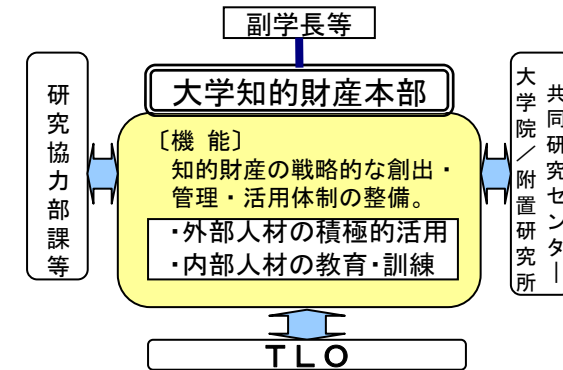 副学長等
大学知的財産本部
研究協力部課等
〔機 能〕
知的財産の戦略的な創出・
管理・活用体制の整備。
・外部人材の積極的活用
・内部人材の教育・訓練
共同研究センター
大学院／附置研究所
ＴＬＯ